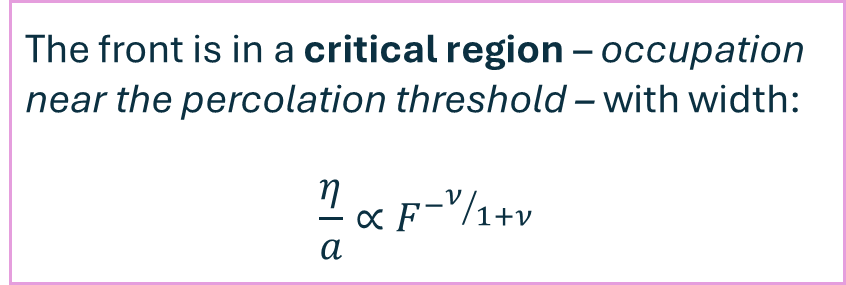 The front is in a critical region – occupation
near the percolation threshold – with width:
η/a ∝ F^−ν/1+ν